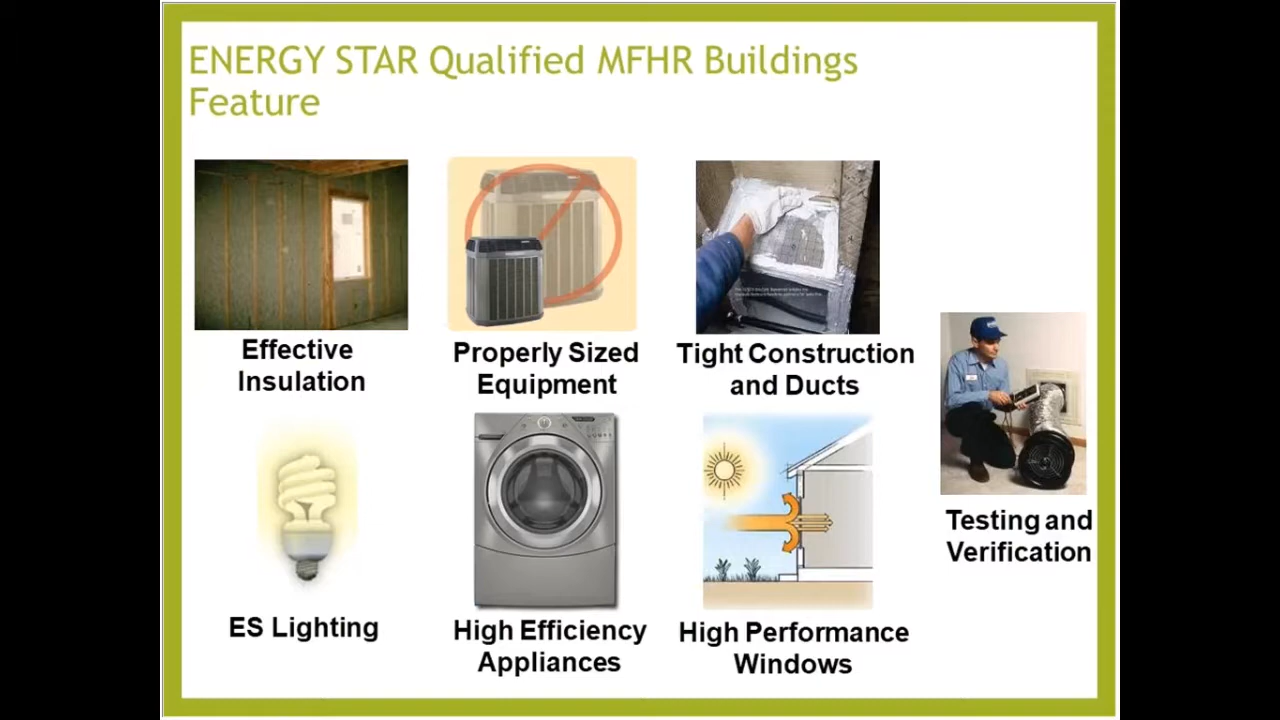 ENERGY STAR Qualified MFHR Buildings
Feature
Effective
Insulation
Properly Sized
Equipment
Tight Construction
and Ducts
Testing and
Verification
ES Lighting
High Efficiency
Appliances
High Performance
Windows